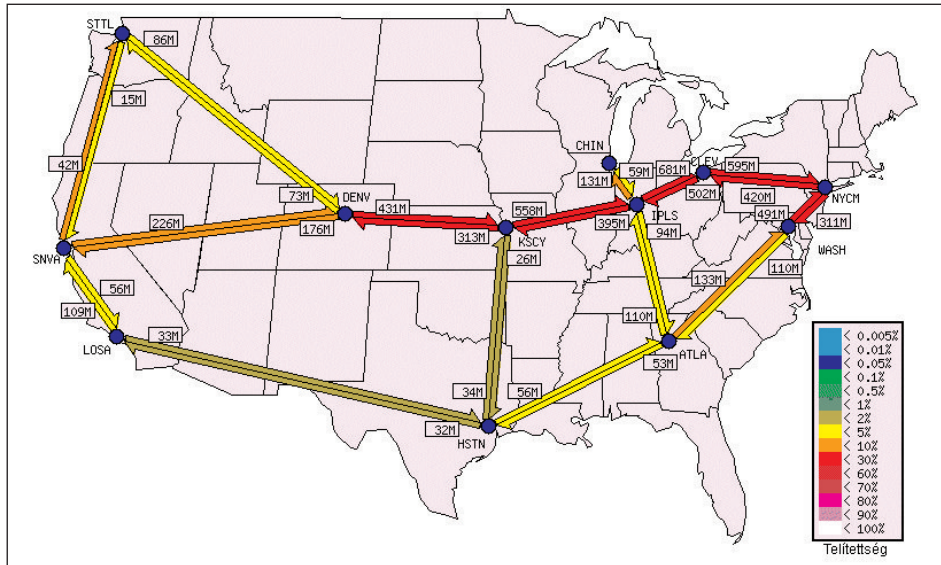 STTL
86M
15M
42M
CHIN
59M
681M
CLEV
595M
131M
NYCM
73M
DENV
431M
558M
IPLS
502M
420M
491M
311M
226M
176M
313M
KSCY
395M
94M
WASH
SNVA
26M
110M
133M
56M
109M
33M
110M
LOSA
ATLA
53M
34M
56M
32M
HSTN
< 0.005%
< 0.01%
< 0.05%
< 0.1%
< 0.5%
< 1%
< 2%
< 5%
< 10%
< 30%
< 60%
< 70%
< 80%
< 90%
< 100%
Telítettség